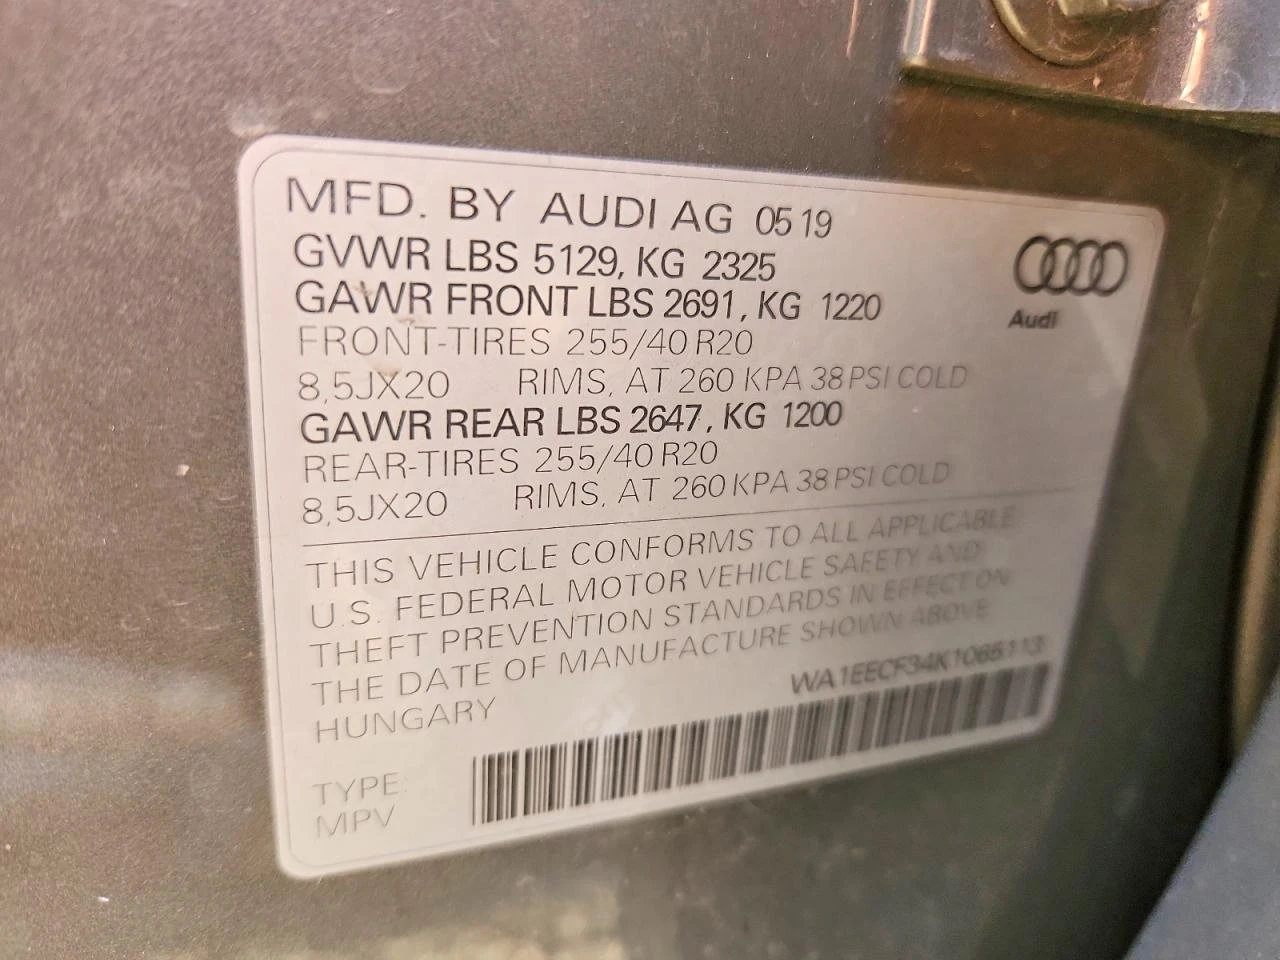 MFD. BY AUDI AG 0519
GVWR LBS 5129, KG 2325
GAWR FRONT LBS 2691, KG 1220
FRONT-TIRES 255/40 R20
8,5JX20 RIMS, AT 260 KPA 38 PSI COLD
GAWR REAR LBS 2647, KG 1200
REAR-TIRES 255/40 R20
8,5JX20 RIMS, AT 260 KPA 38 PSI COLD
Audi
THIS VEHICLE CONFORMS TO ALL APPLICABLE
U.S. FEDERAL MOTOR VEHICLE SAFETY AND
THEFT PREVENTION STANDARDS IN EFFECT ON
THE DATE OF MANUFACTURE SHOWN ABOVE
HUNGARY
WA1EECF34K1065113
TYPE:
MPV